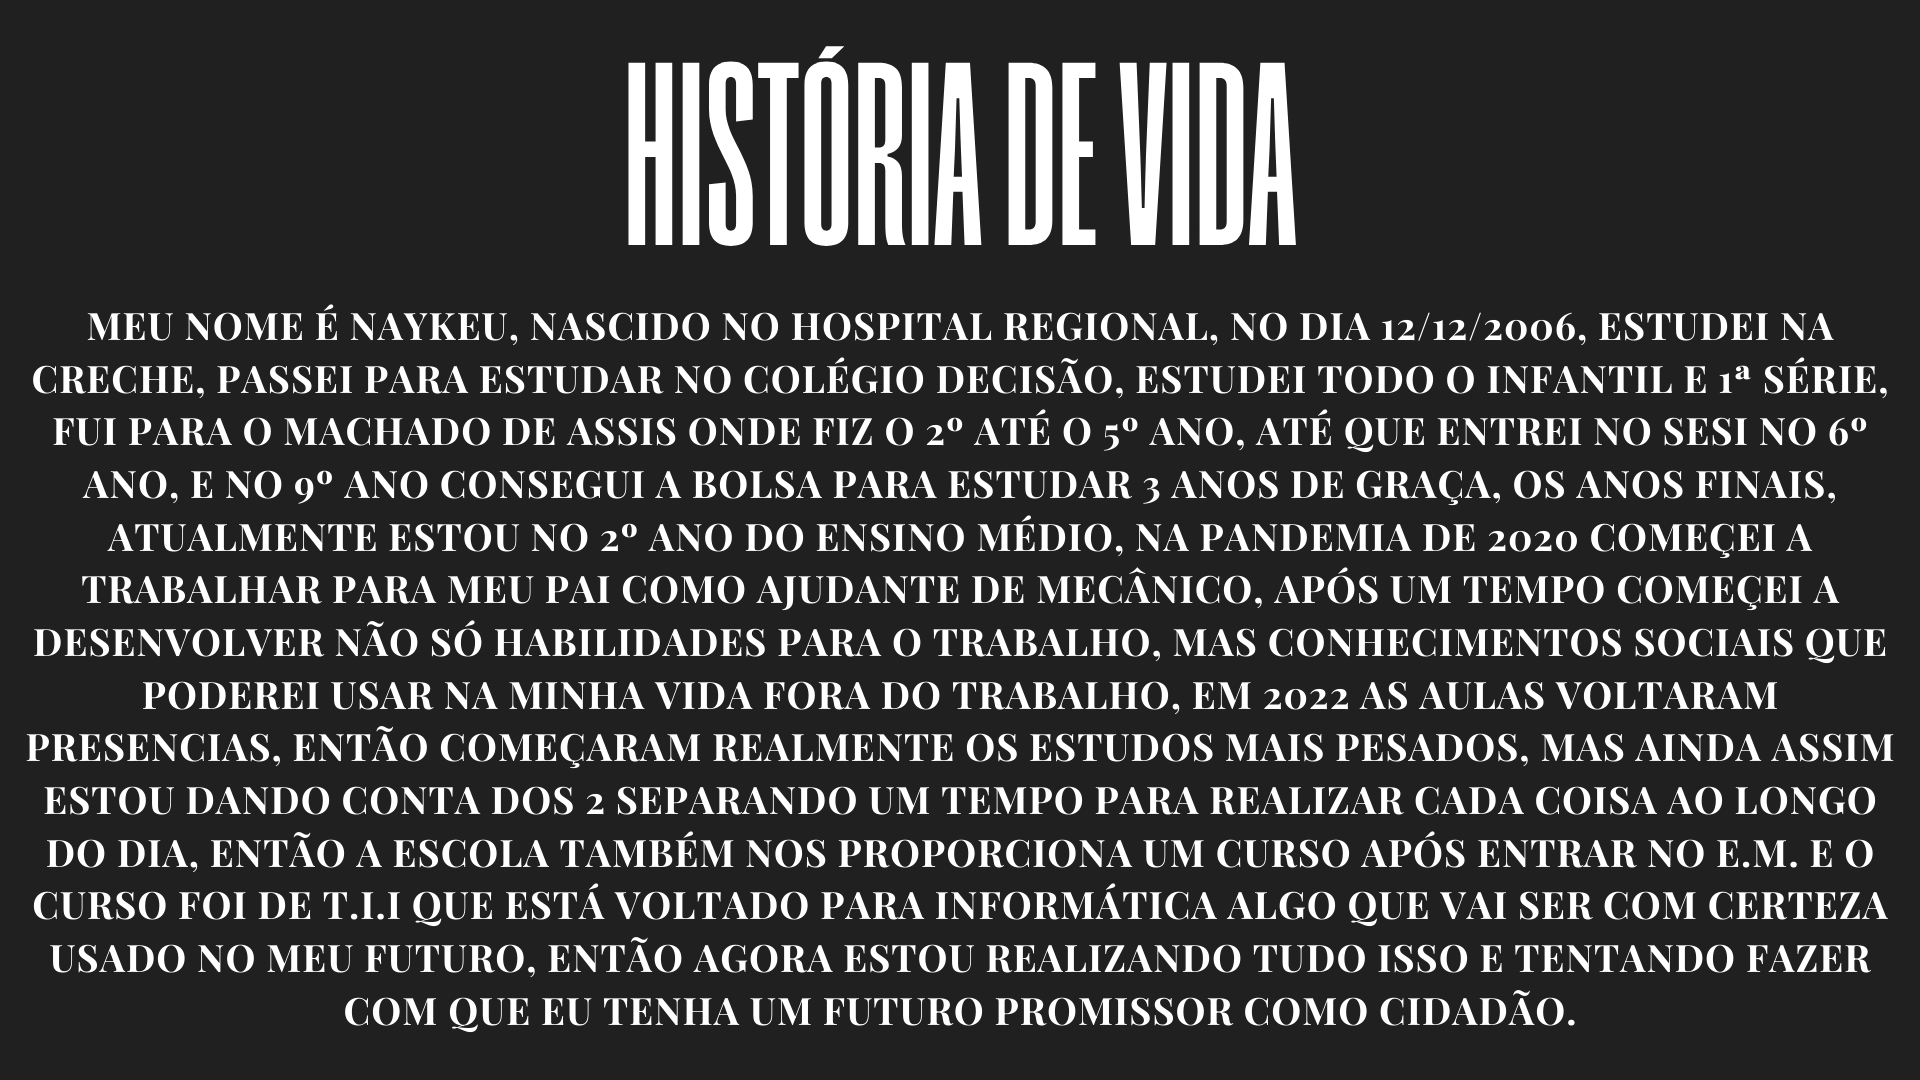 HISTÓRIA DE VIDA
MEU NOME É NAYKEU, NASCIDO NO HOSPITAL REGIONAL, NO DIA 12/12/2006, ESTUDEI NA
CRECHE, PASSEI PARA ESTUDAR NO COLÉGIO DECISÃO, ESTUDEI TODO O INFANTIL E 1ª SÉRIE,
FUI PARA O MACHADO DE ASSIS ONDE FIZ O 2º ATÉ O 5º ANO, ATÉ QUE ENTREI NO SESI NO 6º
ANO, E NO 9º ANO CONSEGUI A BOLSA PARA ESTUDAR 3 ANOS DE GRAÇA, OS ANOS FINAIS,
ATUALMENTE ESTOU NO 2º ANO DO ENSINO MÉDIO, NA PANDEMIA DE 2020 COMEÇEI A
TRABALHAR PARA MEU PAI COMO AJUDANTE DE MECÂNICO, APÓS UM TEMPO COMEÇEI A
DESENVOLVER NÃO SÓ HABILIDADES PARA O TRABALHO, MAS CONHECIMENTOS SOCIAIS QUE
PODEREI USAR NA MINHA VIDA FORA DO TRABALHO, EM 2022 AS AULAS VOLTARAM
PRESENCIAS, ENTÃO COMEÇARAM REALMENTE OS ESTUDOS MAIS PESADOS, MAS AINDA ASSIM
ESTOU DANDO CONTA DOS 2 SEPARANDO UM TEMPO PARA REALIZAR CADA COISA AO LONGO
DO DIA, ENTÃO A ESCOLA TAMBÉM NOS PROPORCIONA UM CURSO APÓS ENTRAR NO E.M. E O
CURSO FOI DE T.I.I QUE ESTÁ VOLTADO PARA INFORMÁTICA ALGO QUE VAI SER COM CERTEZA
USADO NO MEU FUTURO, ENTÃO AGORA ESTOU REALIZANDO TUDO ISSO E TENTANDO FAZER
COM QUE EU TENHA UM FUTURO PROMISSOR COMO CIDADÃO.